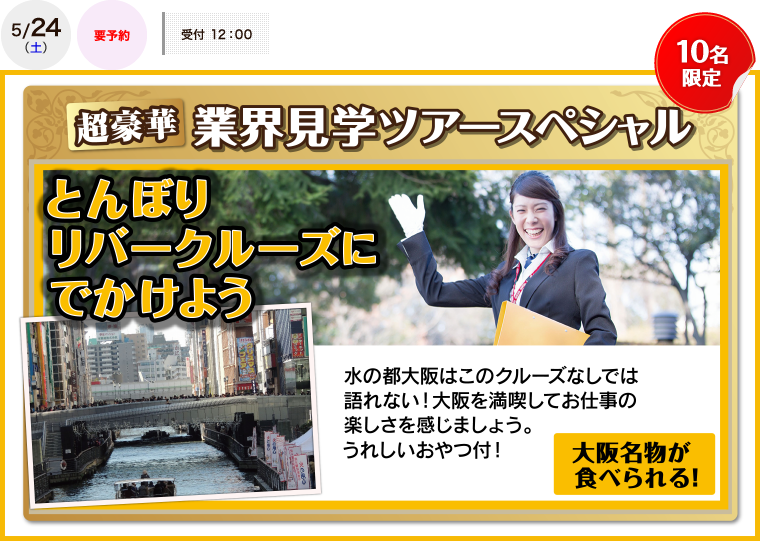 5/24
（土）
要予約
受付 12：00
10名
限定
超豪華 業界見学ツアースペシャル
とんぼり
リバークルーズに
でかけよう
水の都大阪はこのクルーズなしでは
語れない！大阪を満喫してお仕事の
楽しさを感じましょう。
うれしいおやつ付！
大阪名物が
食べられる！